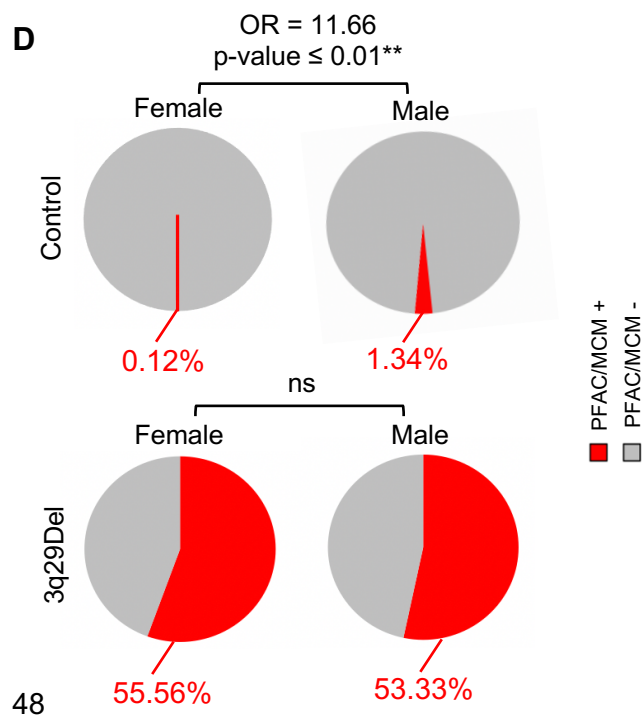 D
OR = 11.66
p-value ≤ 0.01**
Female
Male
Control
0.12%
1.34%
ns
Female
Male
3q29Del
55.56%
53.33%
PFAC/MCM +
PFAC/MCM -
48